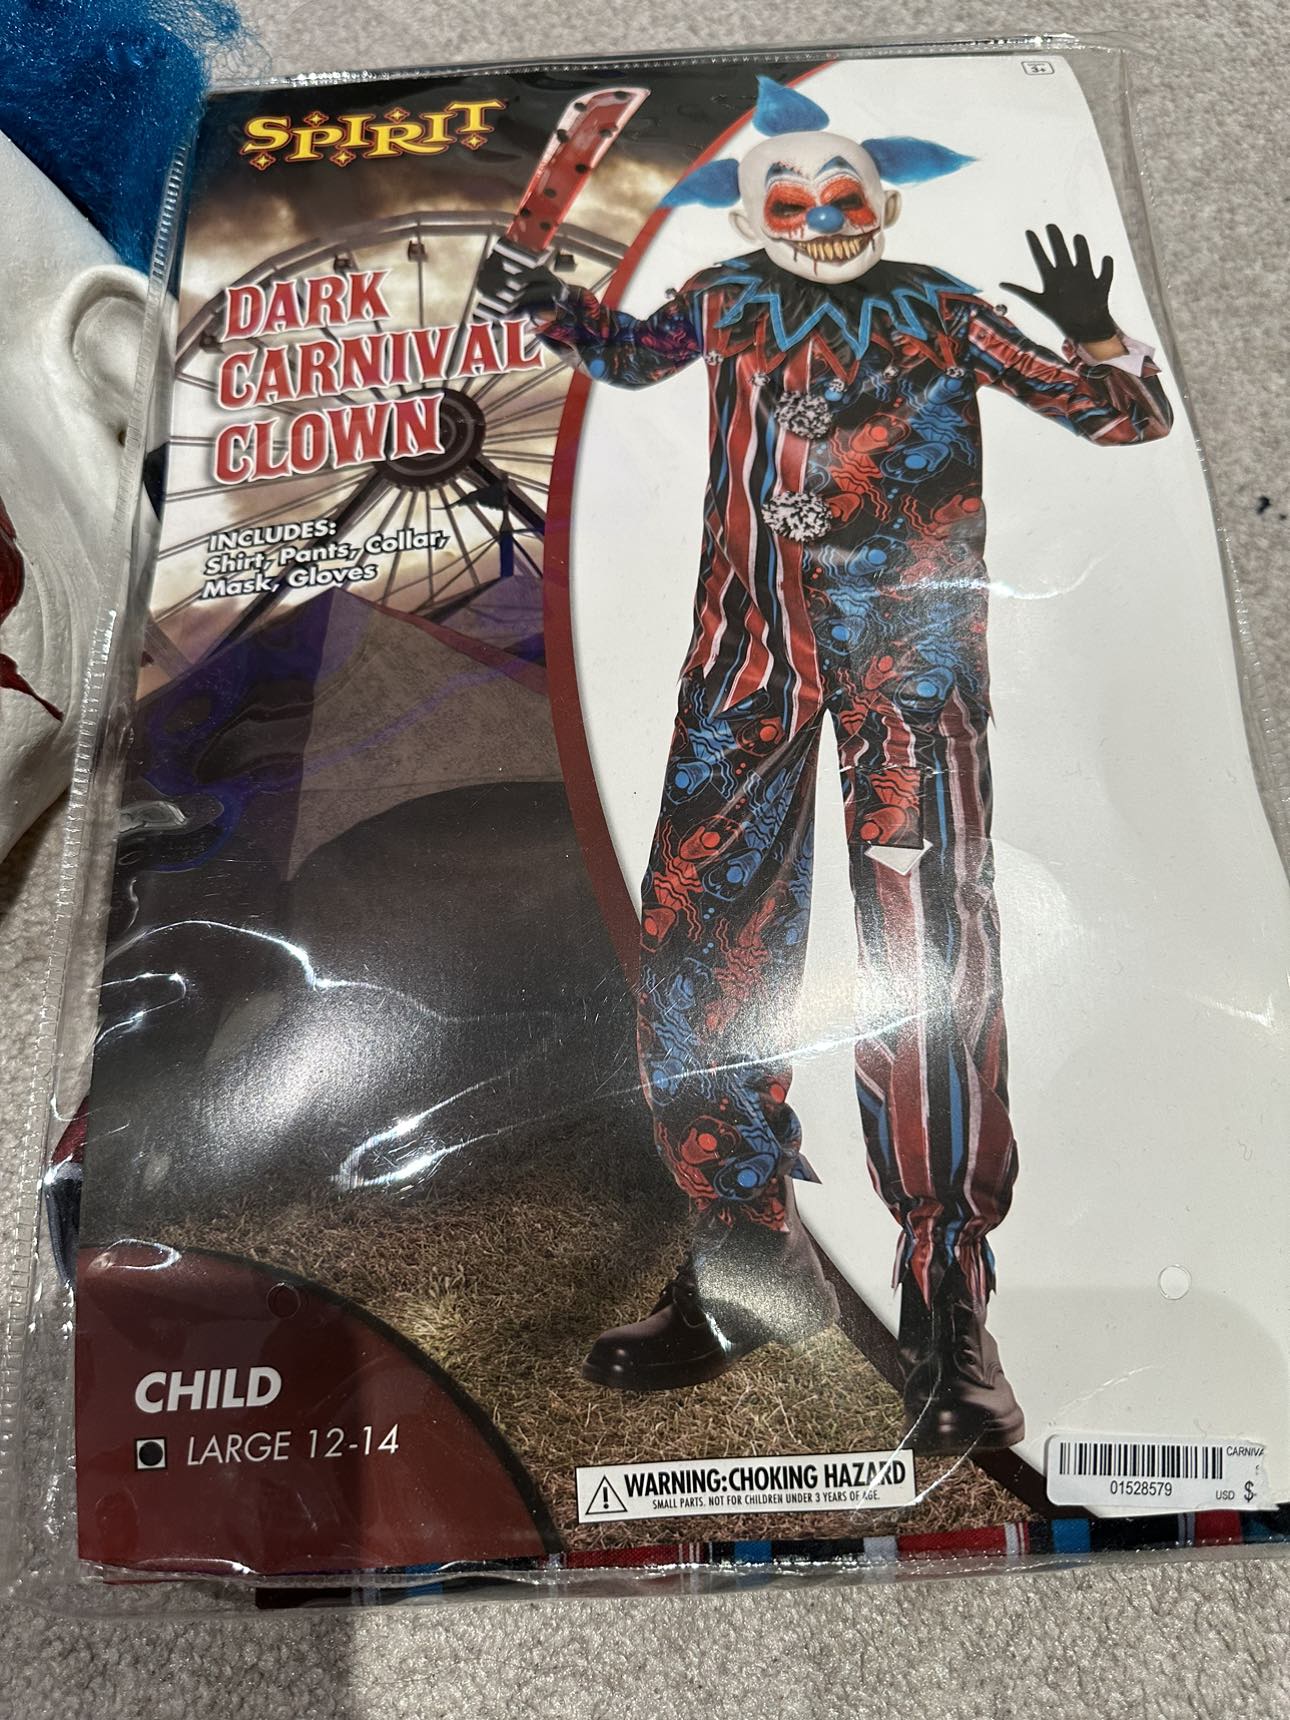 3+
SPIRIT
DARK
CARNIVAL
CLOWN
INCLUDES:
Shirt, Pants, Collar,
Mask, Gloves
CHILD
LARGE 12-14
WARNING:CHOKING HAZARD
SMALL PARTS. NOT FOR CHILDREN UNDER 3 YEARS OF AGE.
CARNIVA
01528579
USD $